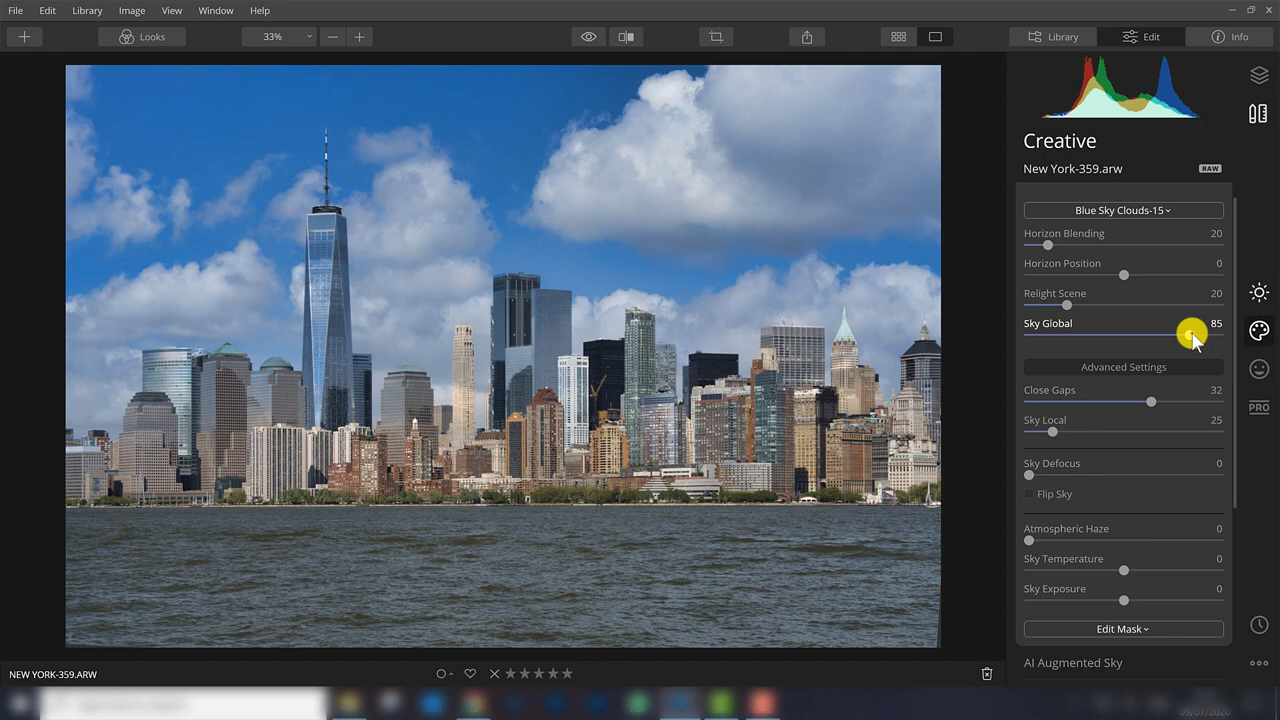 File Edit Library Image View Window Help
Looks 33% Library Edit Info
Creative
New York-359.arw RAW
Blue Sky Clouds-15
Horizon Blending 20
Horizon Position 0
Relight Scene 20
Sky Global 85
Advanced Settings
Close Gaps 32
Sky Local 25
Sky Defocus 0
Flip Sky
Atmospheric Haze 0
Sky Temperature 0
Sky Exposure 0
Edit Mask
AI Augmented Sky
PRO
NEW YORK-359.ARW
09/07/2020